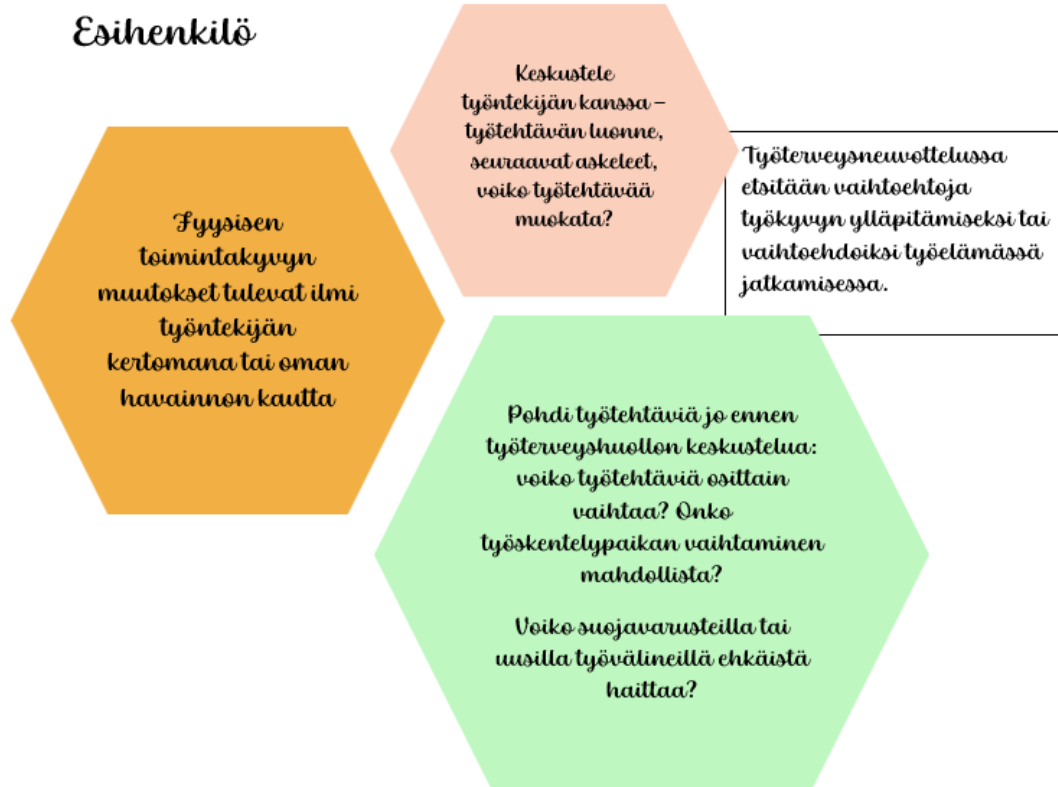 Esihenkilö
Fyysisen
toimintakyvyn
muutokset tulevat ilmi
työntekijän
kertomana tai oman
havainnon kautta
Keskustele
työntekijän kanssa –
työtehtävän luonne,
seuraavat askeleet,
voiko työtehtävää
muokata?
Työterveysneuvottelussa
etsitään vaihtoehtoja
työkyvyn ylläpitämiseksi tai
vaihtoehdoiksi työelämässä
jatkamisessa.
Pohdi työtehtäviä jo ennen
työterveyshuollon keskustelua:
voiko työtehtäviä osittain
vaihtaa? Onko
työskentelypaikan vaihtaminen
mahdollista?
Voiko suojavarusteilla tai
uusilla työvälineillä ehkäistä
haittaa?